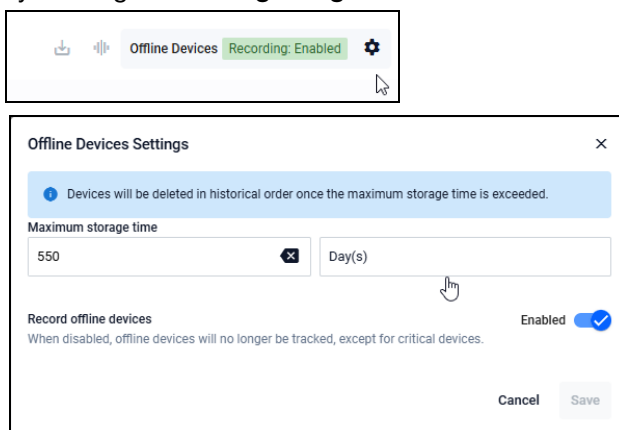 Offline Devices Recording: Enabled
Offline Devices Settings
Devices will be deleted in historical order once the maximum storage time is exceeded.
Maximum storage time
550 Day(s)
Record offline devices Enabled
When disabled, offline devices will no longer be tracked, except for critical devices.
Cancel Save